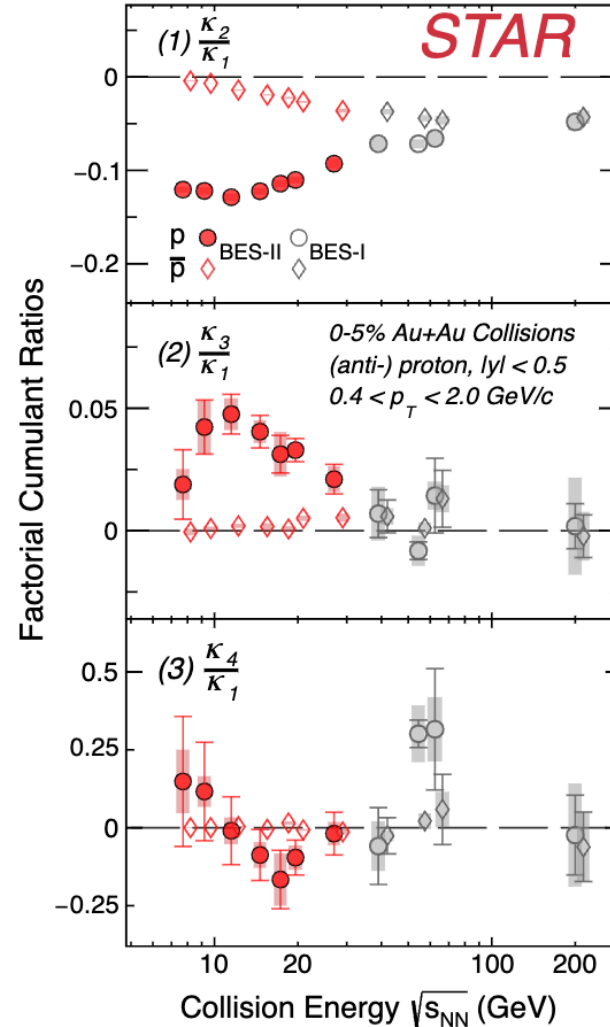 STAR
(1) κ₂/κ₁
0
-0.1
-0.2
p BES-II BES-I
p̅
(2) κ₃/κ₁
0-5% Au+Au Collisions
(anti-) proton, |y| < 0.5
0.4 < p_T < 2.0 GeV/c
0.05
0
(3) κ₄/κ₁
0.5
0.25
0
-0.25
10 20 100 200
Collision Energy √s_NN (GeV)
Factorial Cumulant Ratios